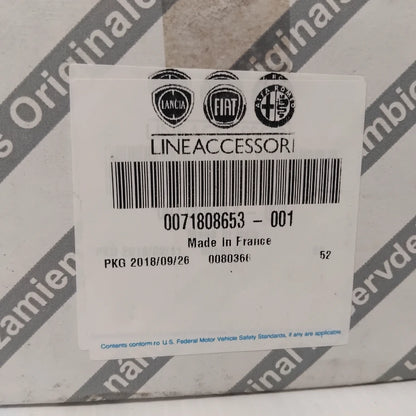 LANCIA
FIAT
ALFA ROMEO
LINEACCESSORI
0071808653 - 001
Made In France
PKG 2018/09/26 0080366 52
Contents conform to U.S. Federal Motor Vehicle Safety Standards, if any are applicable